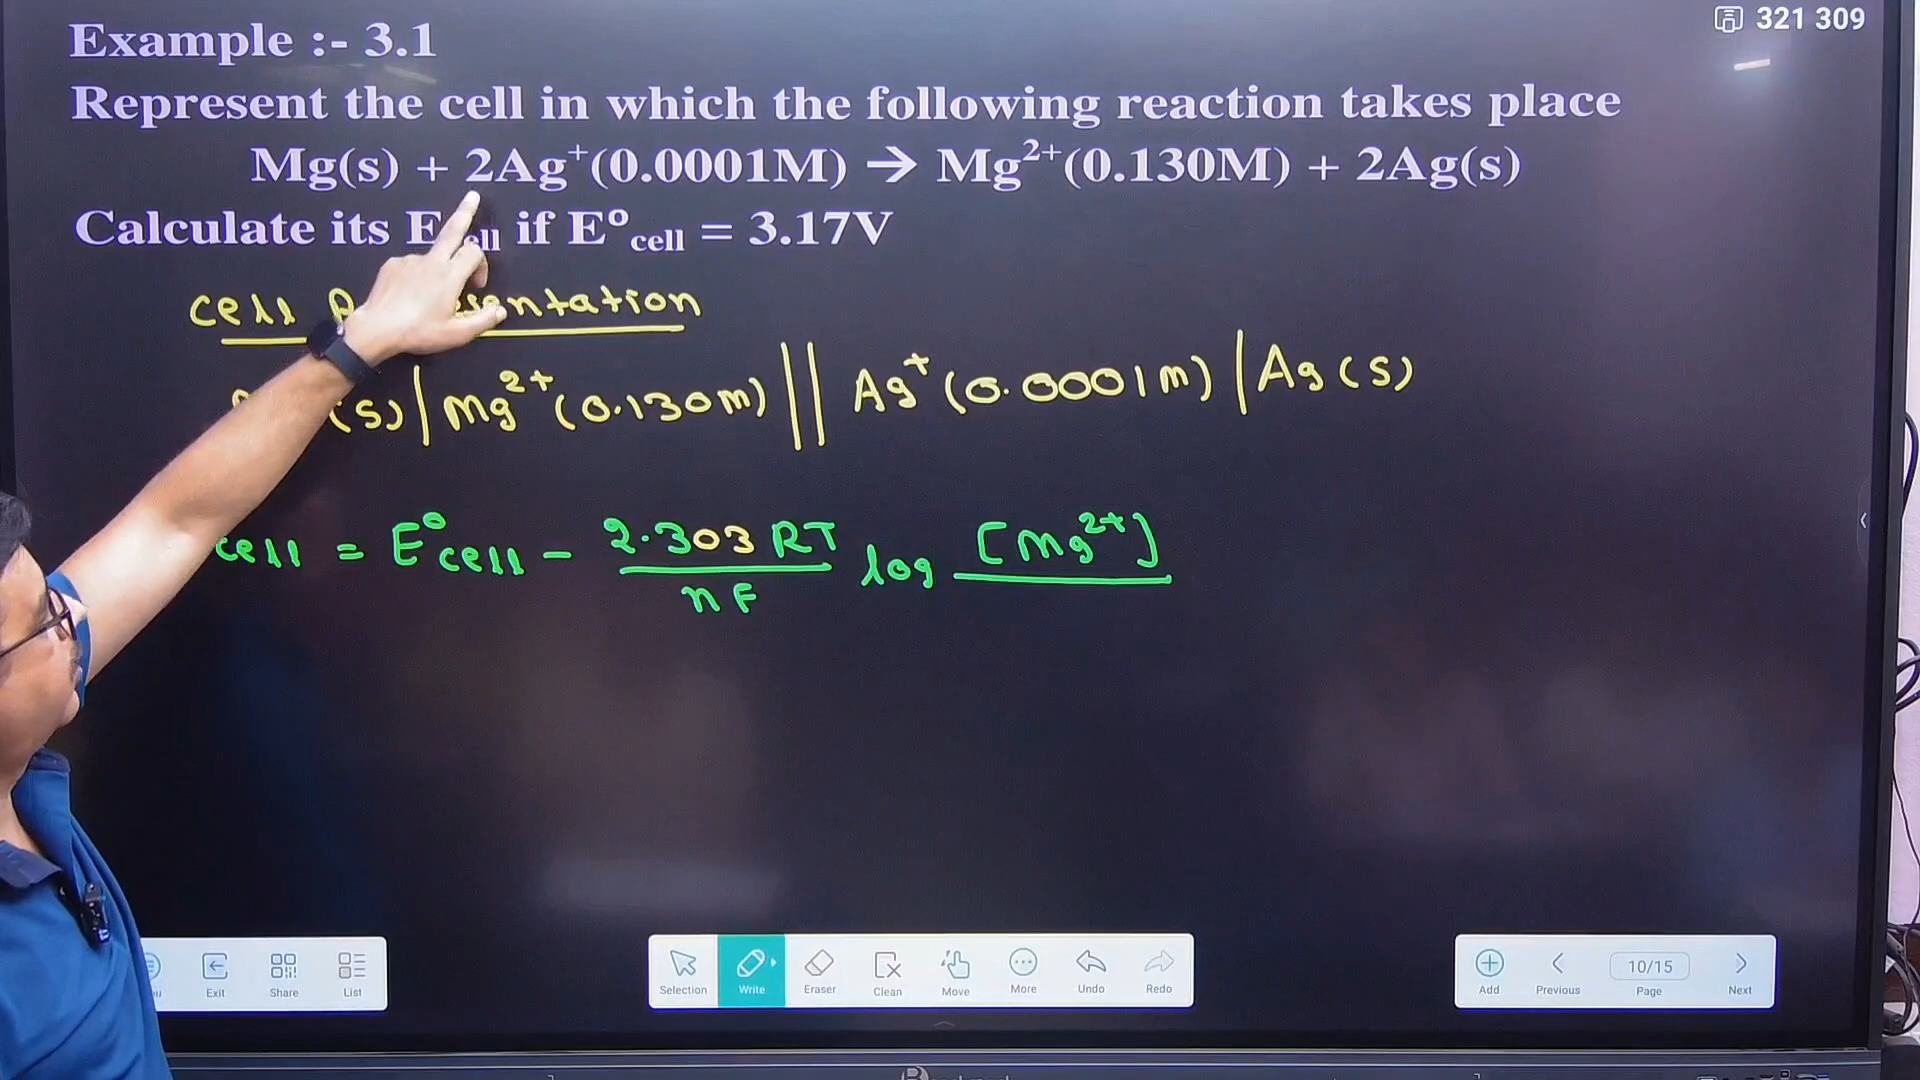 321 309
Example :- 3.1
Represent the cell in which the following reaction takes place
Mg(s) + 2Ag⁺(0.0001M) → Mg²⁺(0.130M) + 2Ag(s)
Calculate its if E⁰cell = 3.17V
cell
(s) | Mg²⁺ (0.130m) || Ag⁺ (0.0001m) | Ag (s)
cell = E⁰cell - 2.303 RT / nF log [Mg²⁺]
Exit Share List
Selection Write Eraser Clean Move More Undo Redo
Add Previous 10/15 Page Next